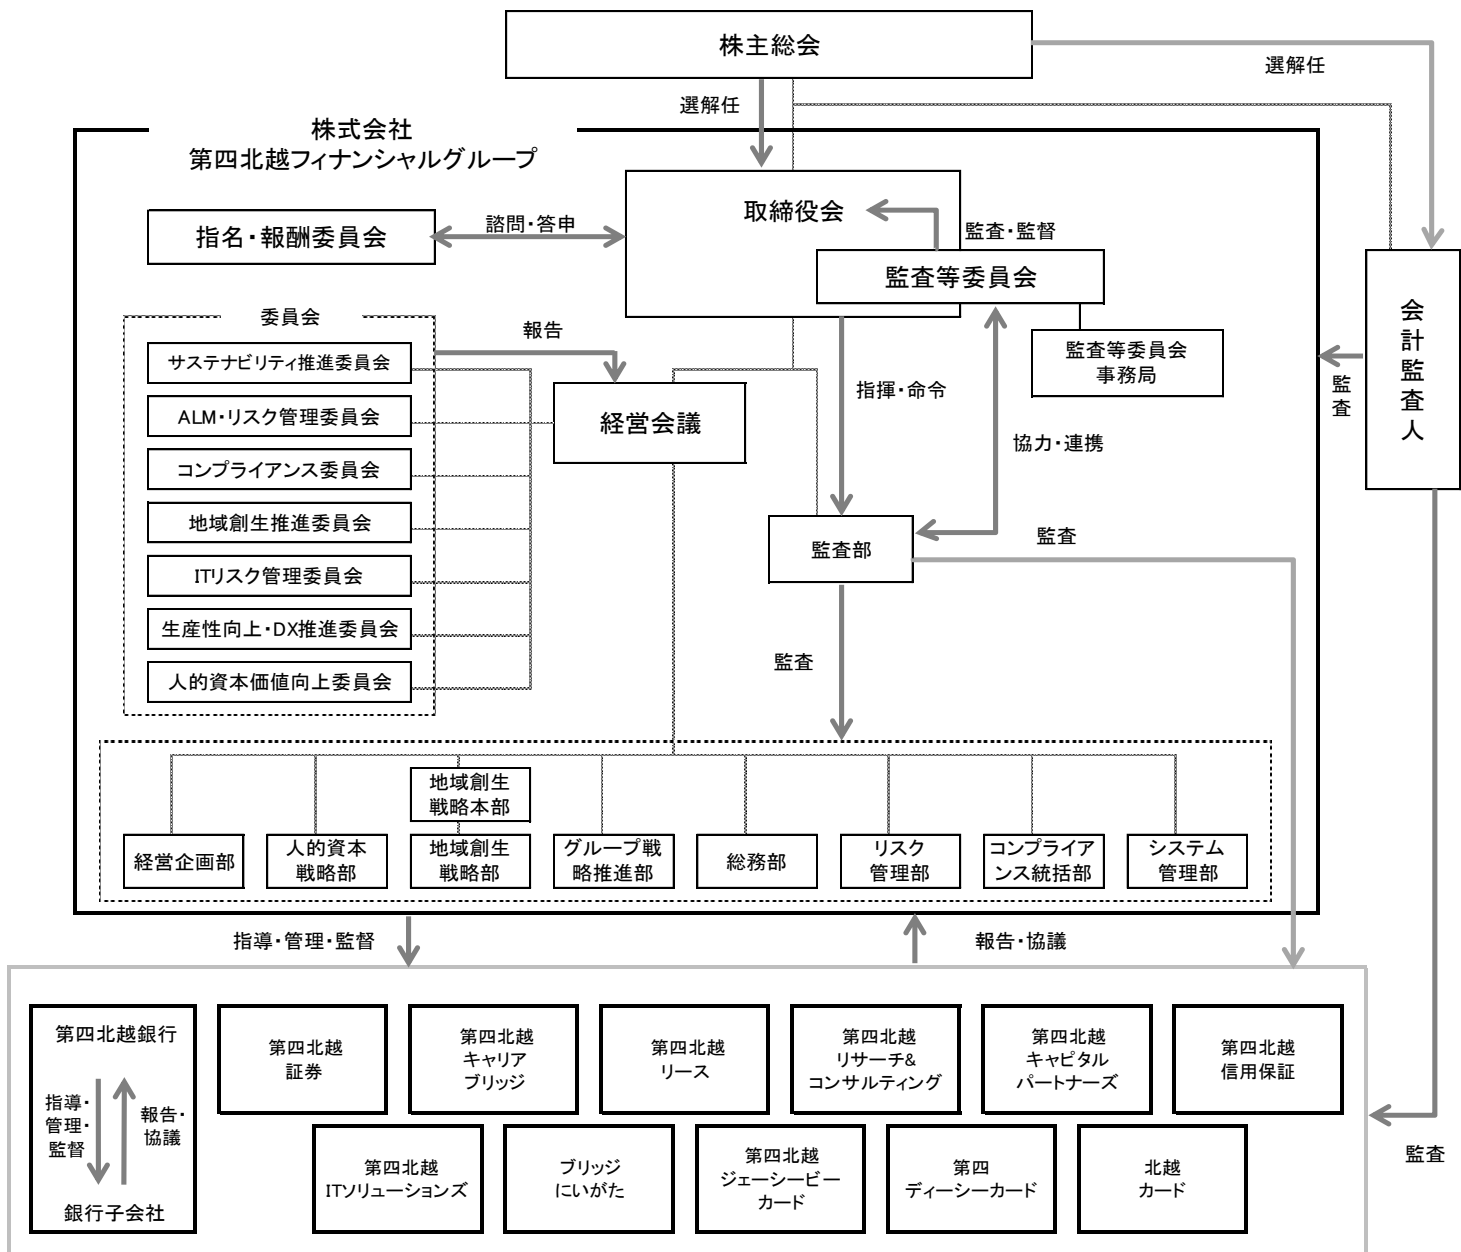 株主総会
選解任
選解任
株式会社
第四北越フィナンシャルグループ
取締役会
指名・報酬委員会
諮問・答申
監査・監督
監査等委員会
委員会
報告
監査等委員会
事務局
会
計
監
査
人
監
査
サステナビリティ推進委員会
ALM・リスク管理委員会
コンプライアンス委員会
地域創生推進委員会
ITリスク管理委員会
生産性向上・DX推進委員会
人的資本価値向上委員会
経営会議
指揮・命令
協力・連携
監査部
監査
監査
地域創生
戦略本部
経営企画部
人的資本
戦略部
地域創生
戦略部
グループ戦
略推進部
総務部
リスク
管理部
コンプライア
ンス統括部
システム
管理部
指導・管理・監督
報告・協議
第四北越銀行
指導・
管理・
監督
報告・
協議
銀行子会社
第四北越
証券
第四北越
キャリア
ブリッジ
第四北越
リース
第四北越
リサーチ&
コンサルティング
第四北越
キャピタル
パートナーズ
第四北越
信用保証
監査
第四北越
ITソリューションズ
ブリッジ
にいがた
第四北越
ジェーシービー
カード
第四
ディーシーカード
北越
カード